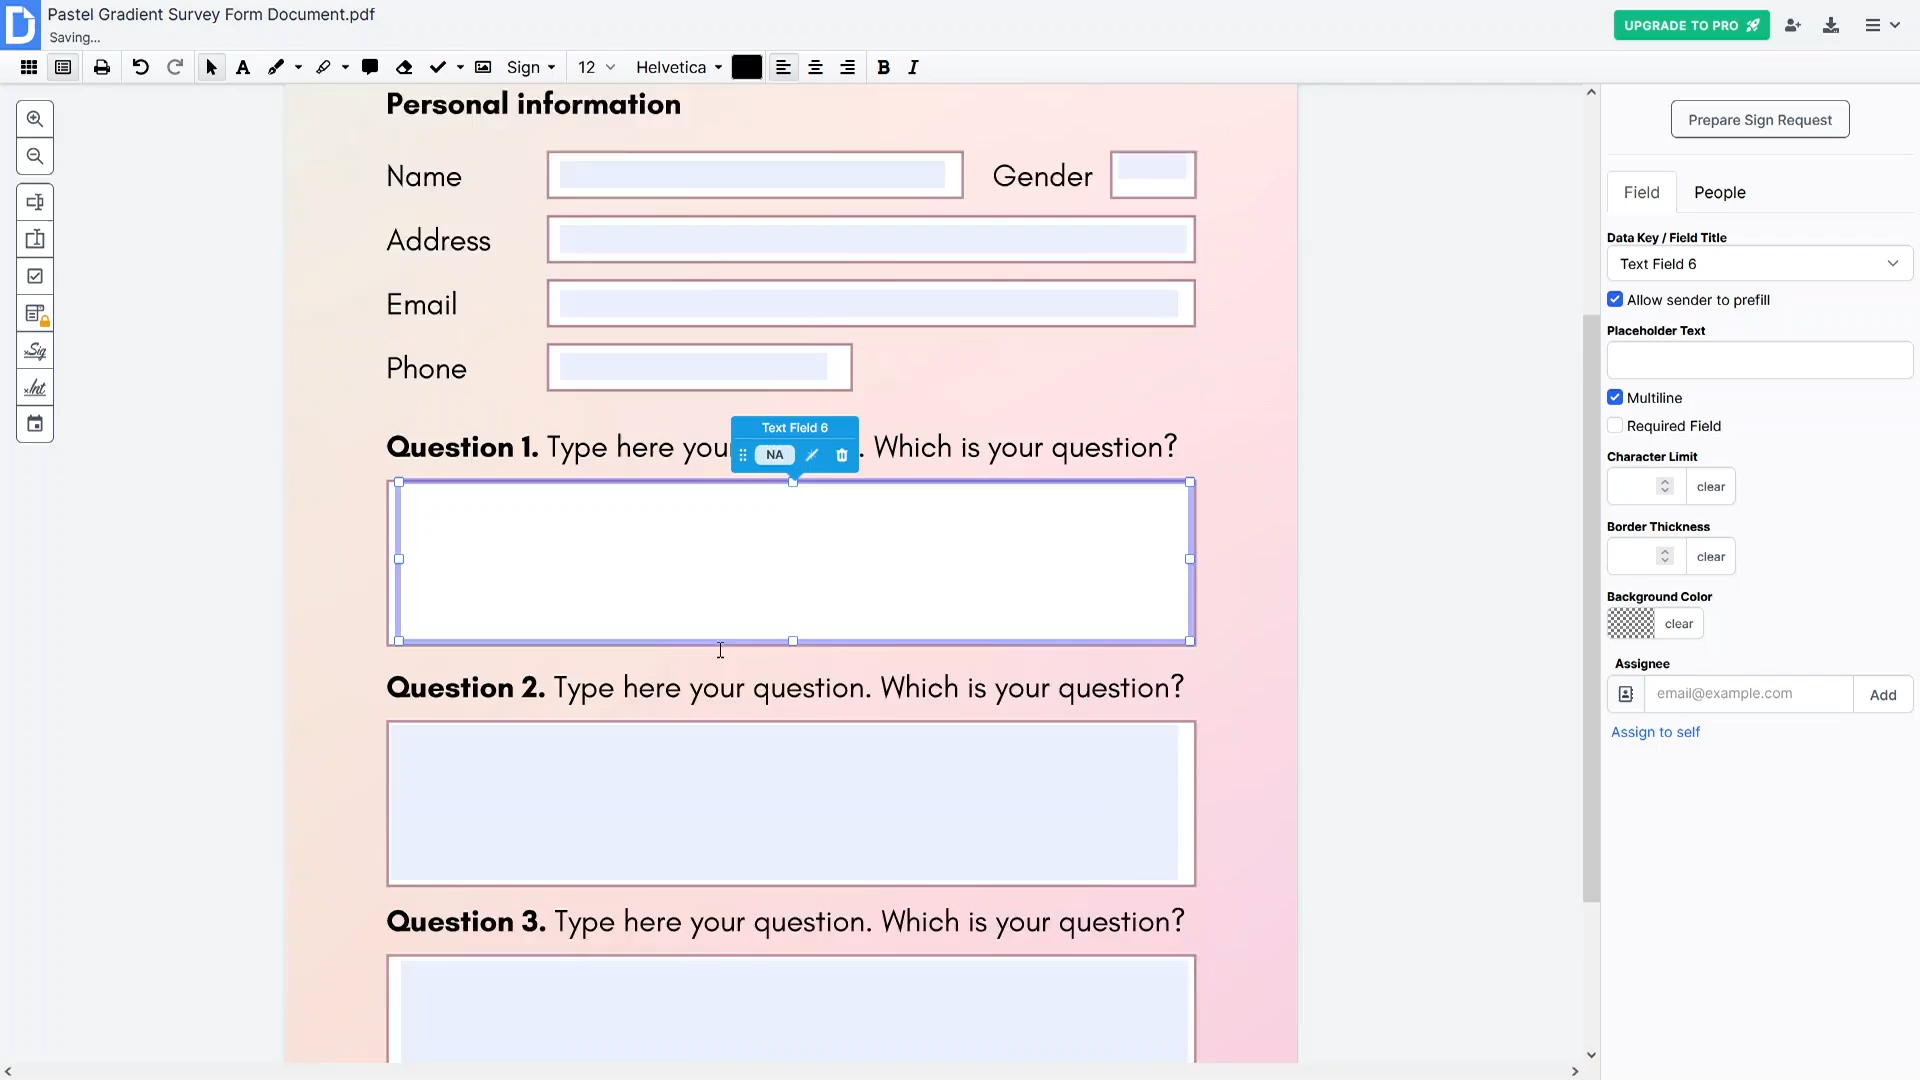 Pastel Gradient Survey Form Document.pdf
Saving...
UPGRADE TO PRO
Sign
12
Helvetica
B
I
Personal information
Name
Gender
Address
Email
Phone
Text Field 6
NA
Question 1. Type here you . Which is your question?
Question 2. Type here your question. Which is your question?
Question 3. Type here your question. Which is your question?
Sig
Int
Prepare Sign Request
Field
People
Data Key / Field Title
Text Field 6
Allow sender to prefill
Placeholder Text
Multiline
Required Field
Character Limit
clear
Border Thickness
clear
Background Color
clear
Assignee
email@example.com
Add
Assign to self